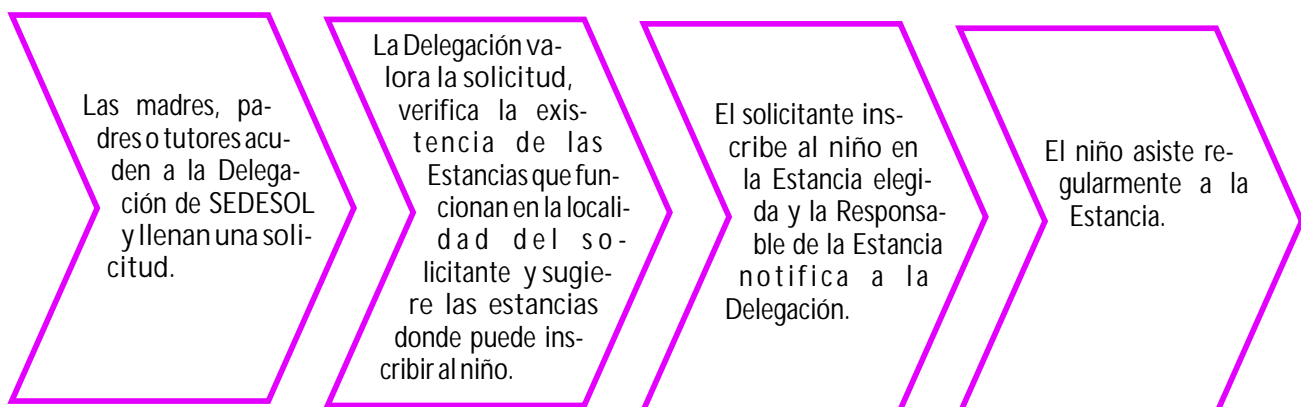 Las madres, pa-
dres o tutores acu-
den a la Delega-
ción de SEDESOL
y llenan una soli-
citud.
La Delegación va-
lora la solicitud,
verifica la exis-
tencia de las
Estancias que fun-
cionan en la locali-
dad del so-
licitante y sugie-
re las estancias
donde puede ins-
cribir al niño.
El solicitante ins-
cribe al niño en
la Estancia elegi-
da y la Responsa-
ble de la Estancia
notifica a la
Delegación.
El niño asiste re-
gularmente a la
Estancia.